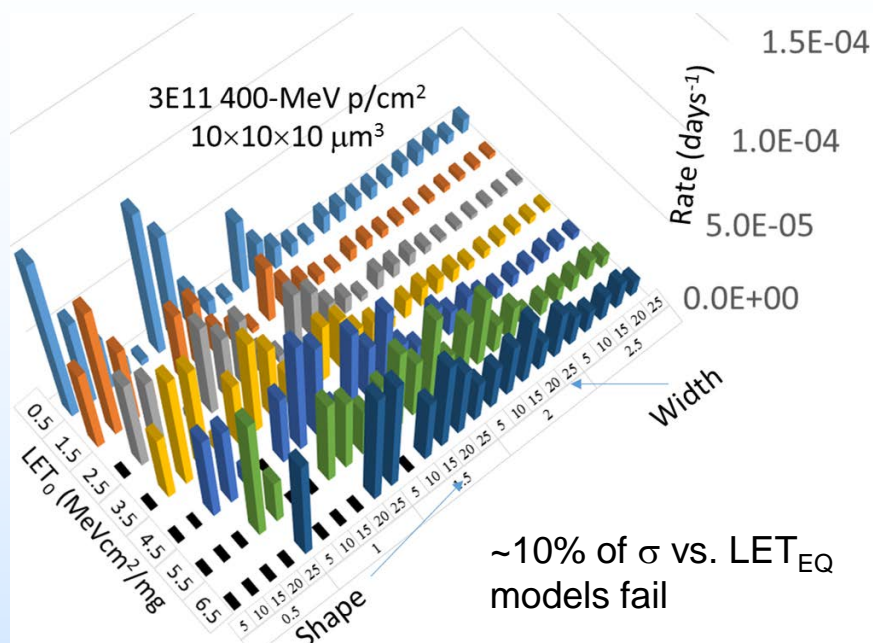 3E11 400-MeV p/cm²
10×10×10 μm³
1.5E-04
1.0E-04
5.0E-05
0.0E+00
Rate (days⁻¹)
0.5
1.5
2.5
3.5
4.5
5.5
6.5
LET₀ (MeVcm²/mg
5 10 15 20 25 5 10 15 20 25 5 10 15 20 25 5 10 15 20 25 5 10 15 20 25
0.5 1 1.5 2 2.5
Width
Shape
~10% of σ vs. LET_EQ
models fail